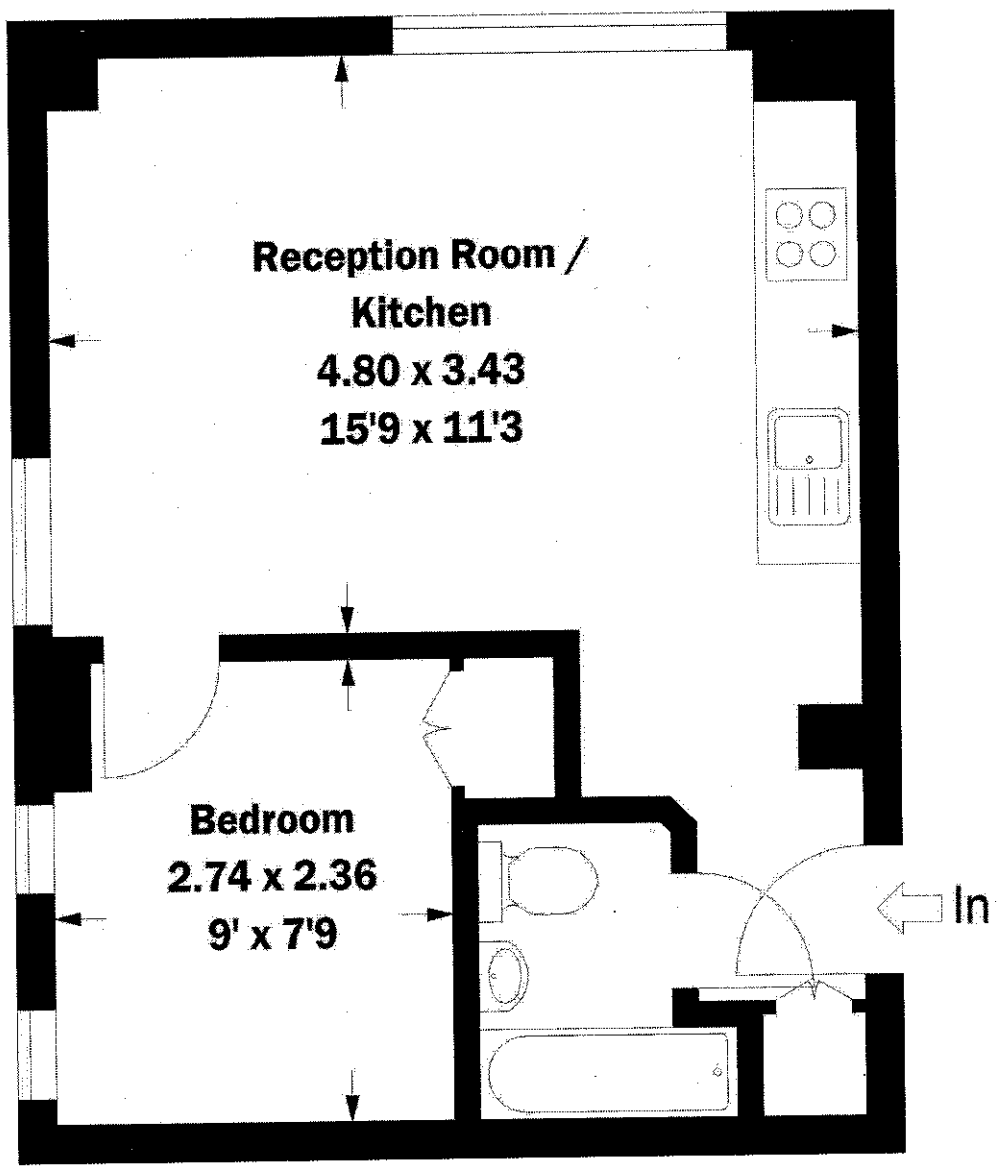 Reception Room /
Kitchen
4.80 x 3.43
15'9 x 11'3
Bedroom
2.74 x 2.36
9' x 7'9
In